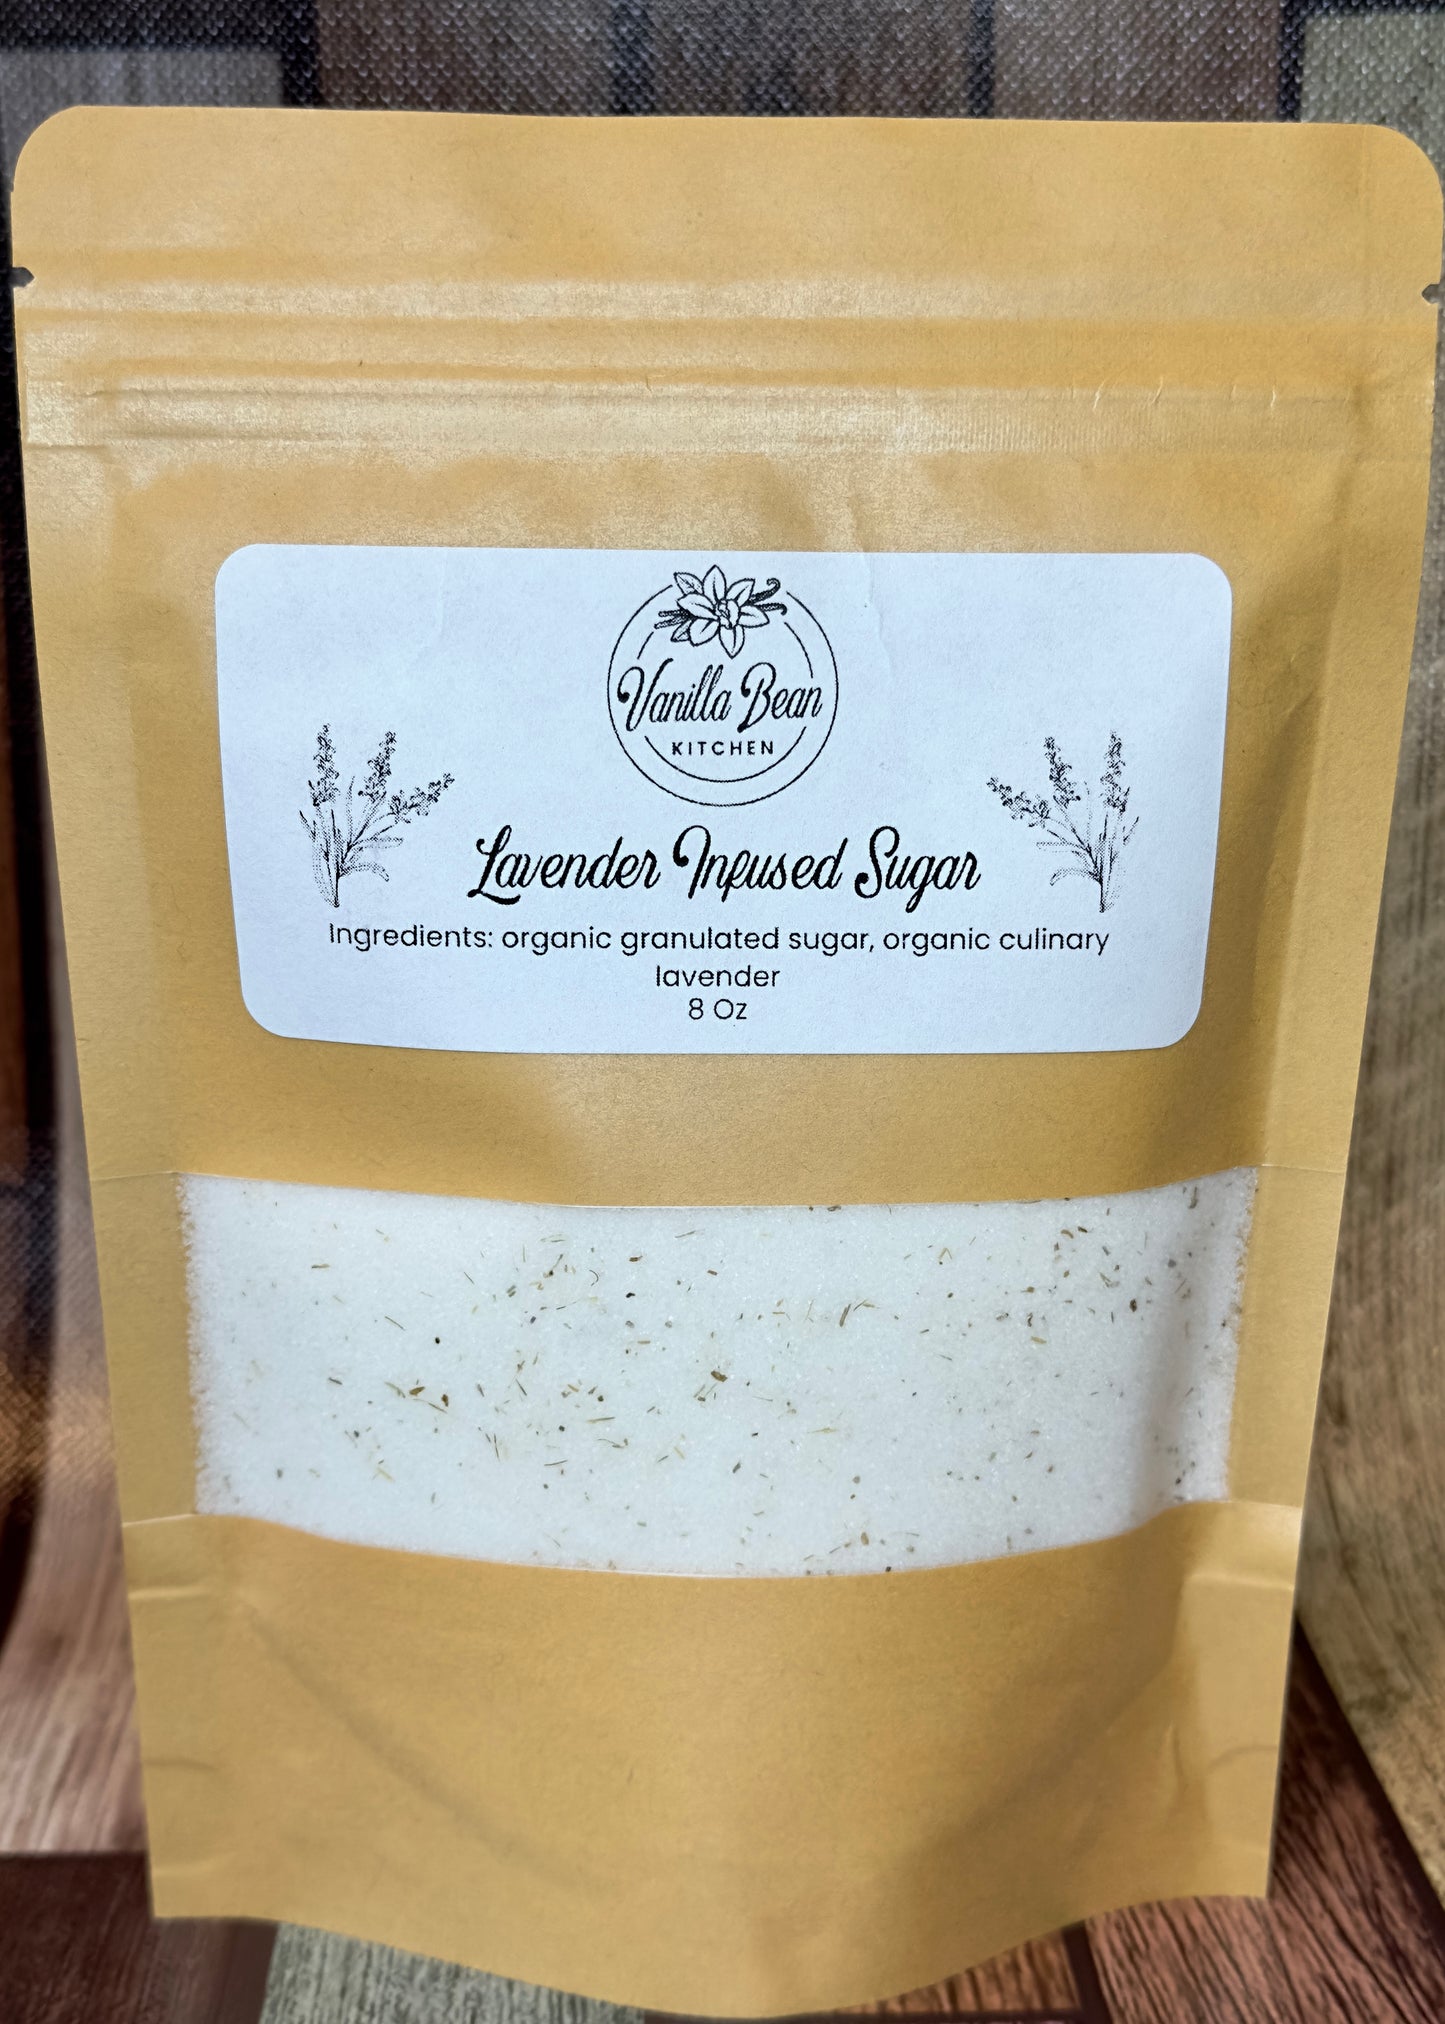 Vanilla Bean
KITCHEN
Lavender Infused Sugar
Ingredients: organic granulated sugar, organic culinary
lavender
8 Oz